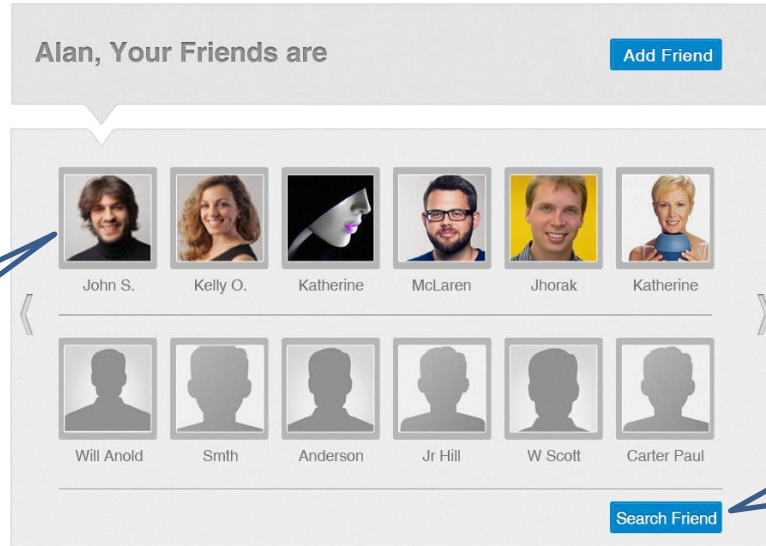 Alan, Your Friends are
Add Friend
John S.
Kelly O.
Katherine
McLaren
Jhorak
Katherine
Will Anold
Smth
Anderson
Jr Hill
W Scott
Carter Paul
Search Friend